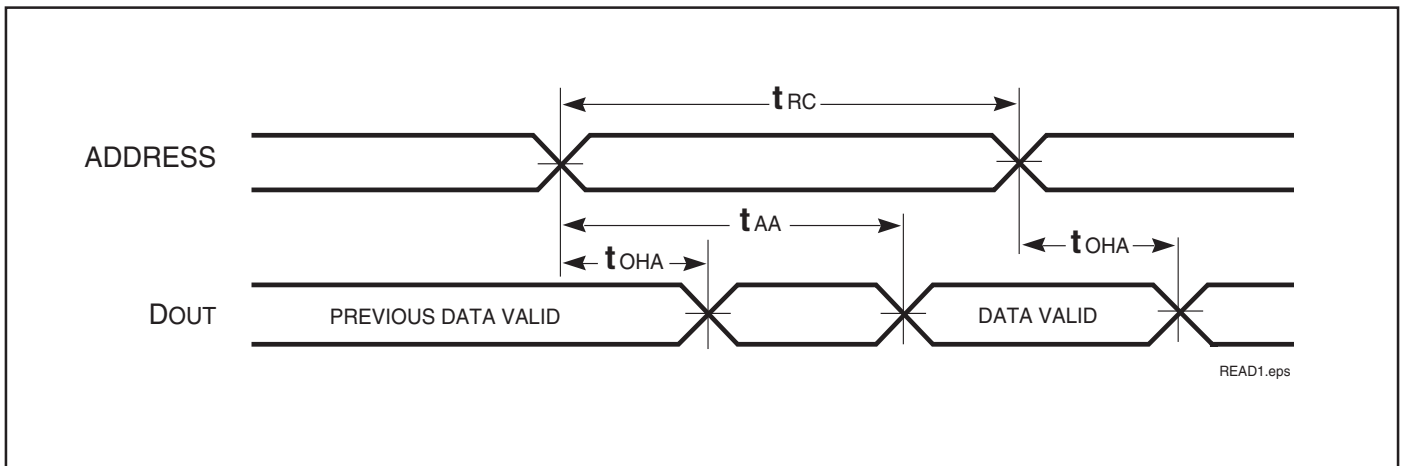 tRC
ADDRESS
tAA
tOHA
tOHA
DOUT
PREVIOUS DATA VALID
DATA VALID
READ1.eps